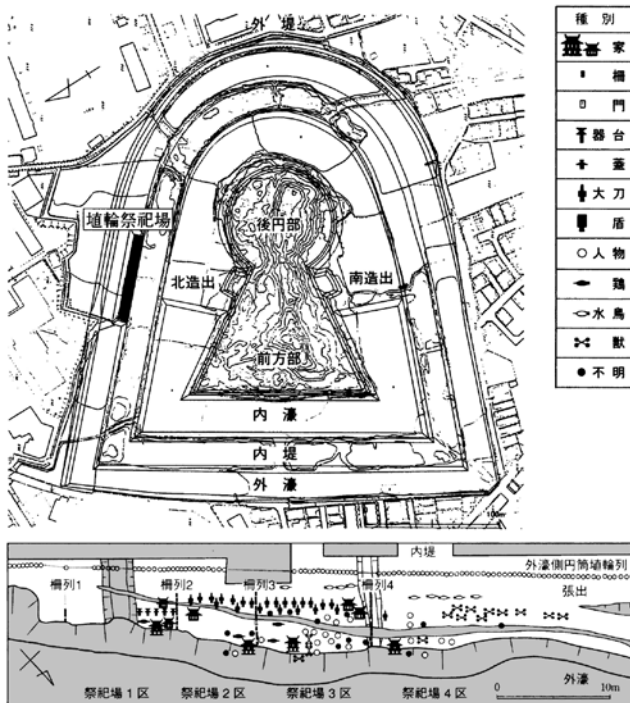 外堤
埴輪祭祀場
後円部
北造出
南造出
前方部
内濠
内堤
外濠
種別
家
柵
門
器台
蓋
大刀
盾
人物
鶏
水鳥
獣
不明
内堤
外濠側円筒埴輪列
柵列1
柵列2
柵列3
柵列4
張出
外濠
祭祀場1区
祭祀場2区
祭祀場3区
祭祀場4区
0 10m